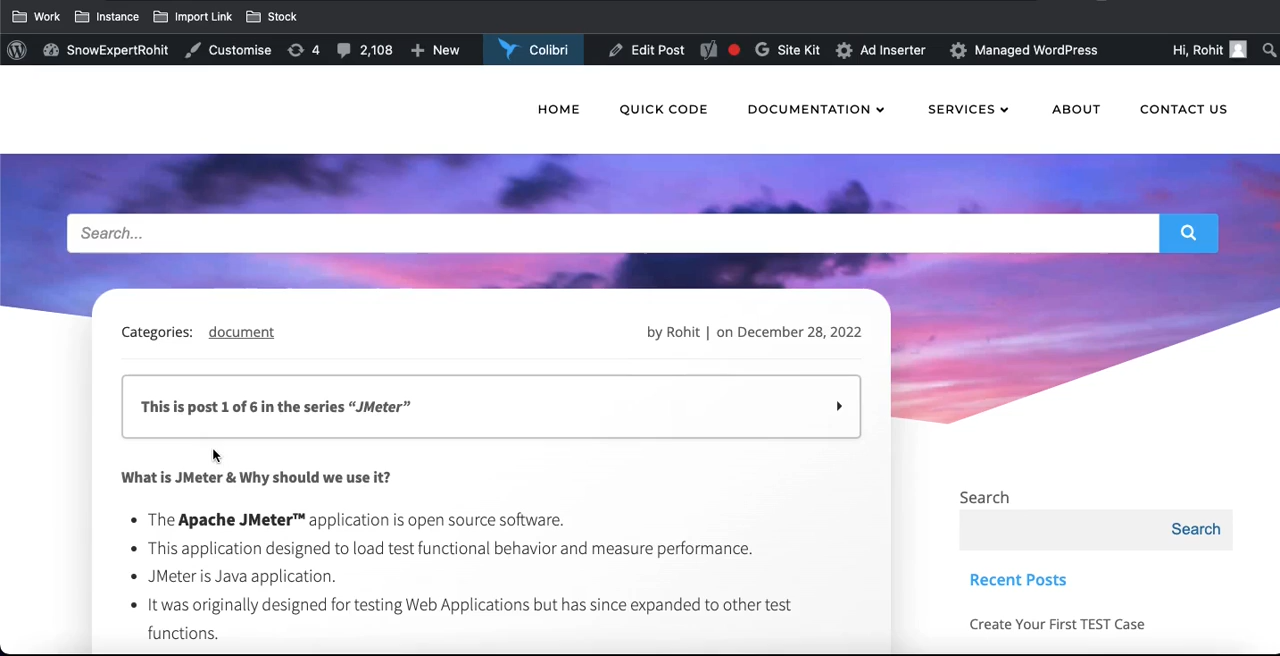 Work Instance Import Link Stock
SnowExpertRohit Customise 4 2,108 New Colibri Edit Post Site Kit Ad Inserter Managed WordPress Hi, Rohit
HOME QUICK CODE DOCUMENTATION SERVICES ABOUT CONTACT US
Search...
Categories: document by Rohit | on December 28, 2022
This is post 1 of 6 in the series “JMeter”
What is JMeter & Why should we use it?
• The Apache JMeter™ application is open source software.
• This application designed to load test functional behavior and measure performance.
• JMeter is Java application.
• It was originally designed for testing Web Applications but has since expanded to other test
functions.
Search
Search
Recent Posts
Create Your First TEST Case